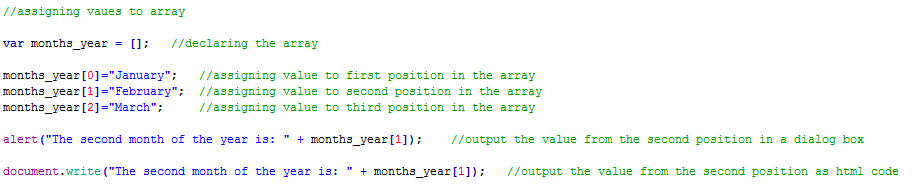 //assigning vaues to array
var months_year = [];   //declaring the array
months_year[0]="January";   //assigning value to first position in the array
months_year[1]="February";  //assigning value to second position in the array
months_year[2]="March";     //assigning value to third position in the array
alert("The second month of the year is: " + months_year[1]);    //output the value from the second position in a dialog box
document.write("The second month of the year is: " + months_year[1]);   //output the value from the second position as html code